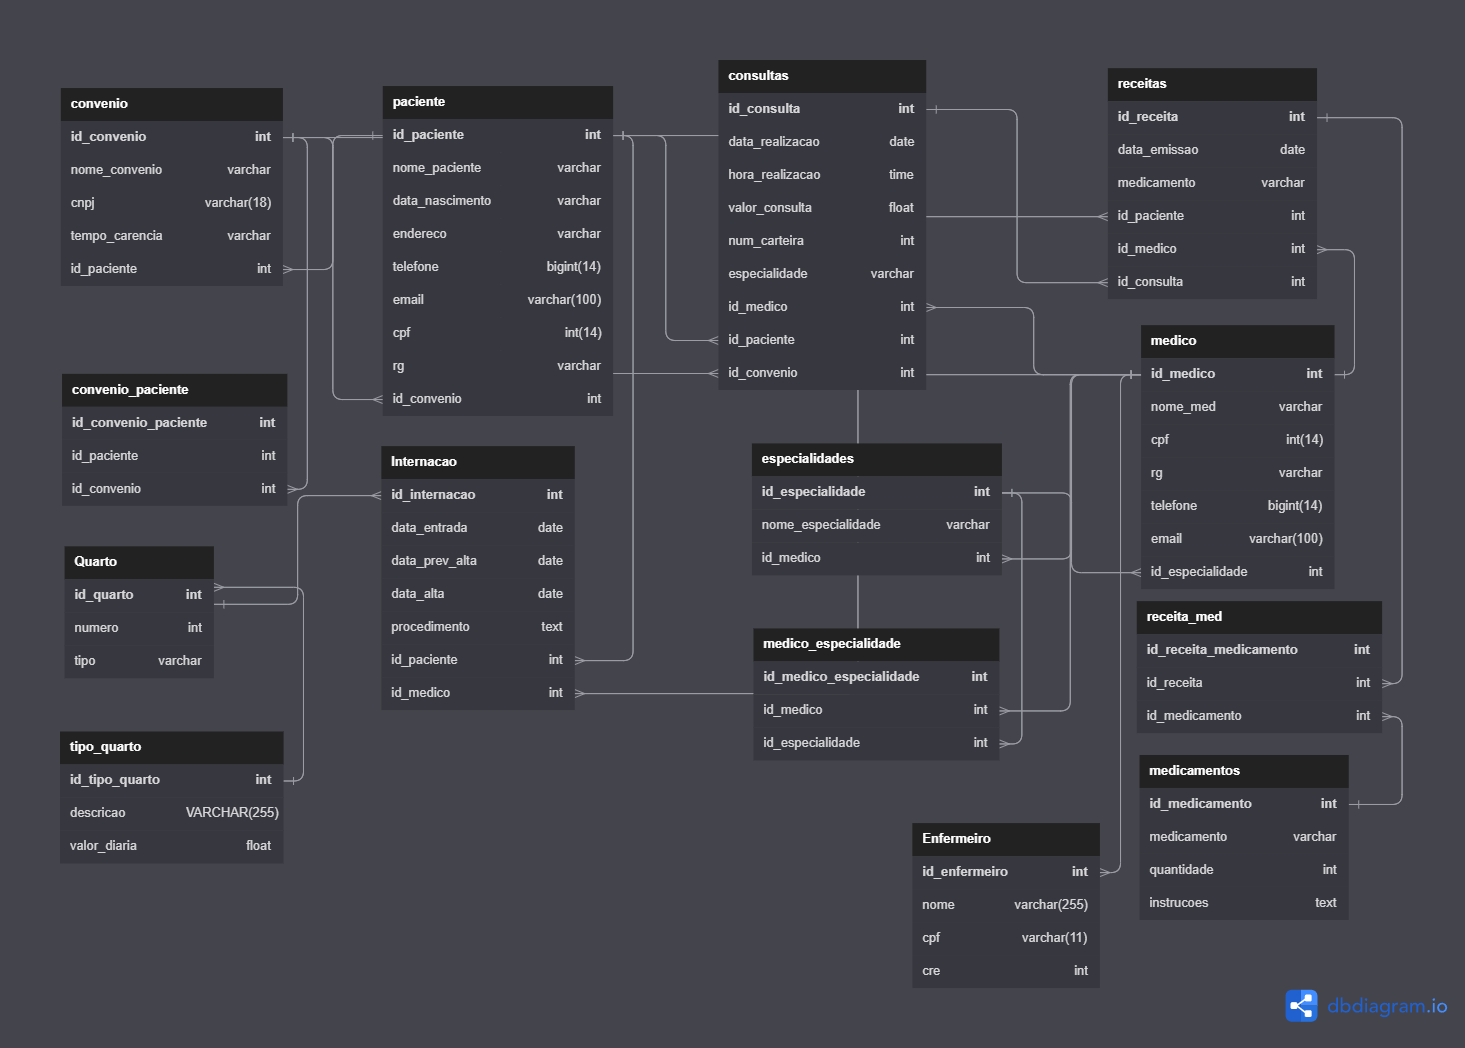 convenio
id_convenio int
nome_convenio varchar
cnpj varchar(18)
tempo_carencia varchar
id_paciente int
paciente
id_paciente int
nome_paciente varchar
data_nascimento varchar
endereco varchar
telefone bigint(14)
email varchar(100)
cpf int(14)
rg varchar
id_convenio int
consultas
id_consulta int
data_realizacao date
hora_realizacao time
valor_consulta float
num_carteira int
especialidade varchar
id_medico int
id_paciente int
id_convenio int
receitas
id_receita int
data_emissao date
medicamento varchar
id_paciente int
id_medico int
id_consulta int
medico
id_medico int
nome_med varchar
cpf int(14)
rg varchar
telefone bigint(14)
email varchar(100)
id_especialidade int
convenio_paciente
id_convenio_paciente int
id_paciente int
id_convenio int
Internacao
id_internacao int
data_entrada date
data_prev_alta date
data_alta date
procedimento text
id_paciente int
id_medico int
especialidades
id_especialidade int
nome_especialidade varchar
id_medico int
Quarto
id_quarto int
numero int
tipo varchar
medico_especialidade
id_medico_especialidade int
id_medico int
id_especialidade int
receita_med
id_receita_medicamento int
id_receita int
id_medicamento int
tipo_quarto
id_tipo_quarto int
descricao VARCHAR(255)
valor_diaria float
medicamentos
id_medicamento int
medicamento varchar
quantidade int
instrucoes text
Enfermeiro
id_enfermeiro int
nome varchar(255)
cpf varchar(11)
cre int
dbdiagram.io